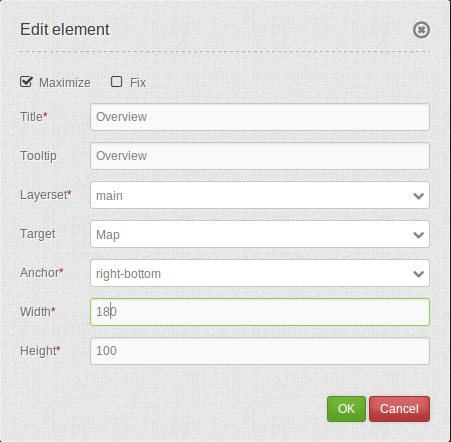 Edit element
Maximize Fix
Title* Overview
Tooltip Overview
Layerset* main
Target Map
Anchor* right-bottom
Width* 180
Height* 100
OK Cancel